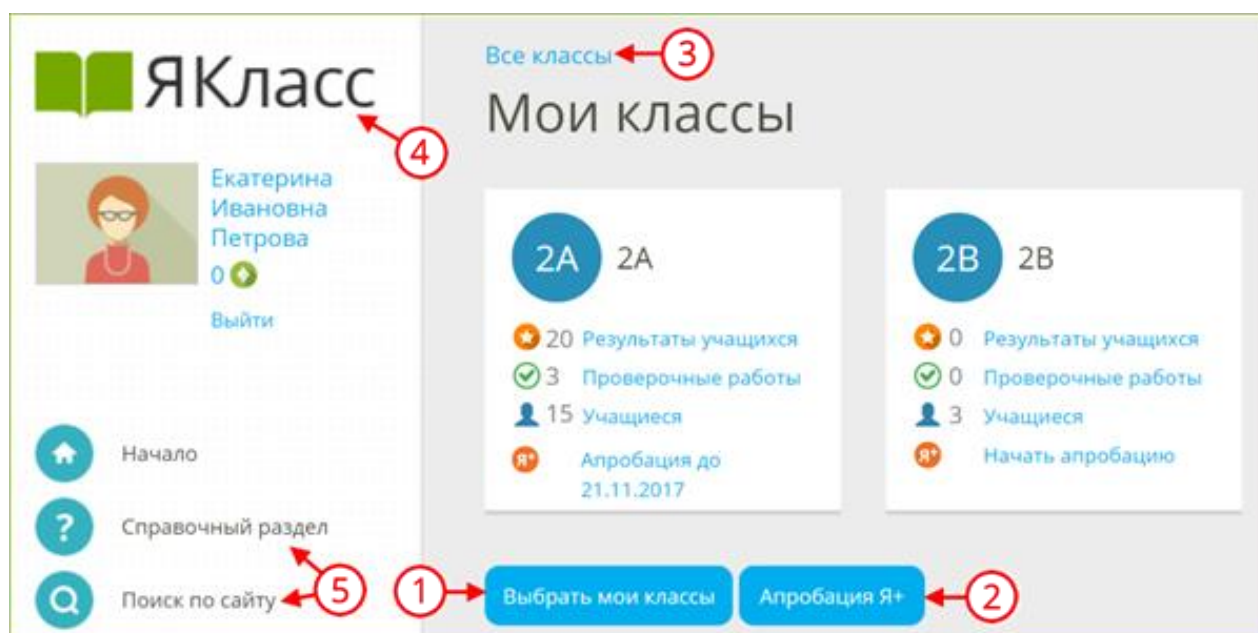 ЯКласс
4
Екатерина
Ивановна
Петрова
0
Выйти
Начало
? Справочный раздел
Поиск по сайту
5
Все классы
3
Мои классы
2А 2А
20 Результаты учащихся
3 Проверочные работы
15 Учащиеся
Я+ Апробация до
21.11.2017
2В 2В
0 Результаты учащихся
0 Проверочные работы
3 Учащиеся
Я+ Начать апробацию
1
Выбрать мои классы
Апробация Я+
2